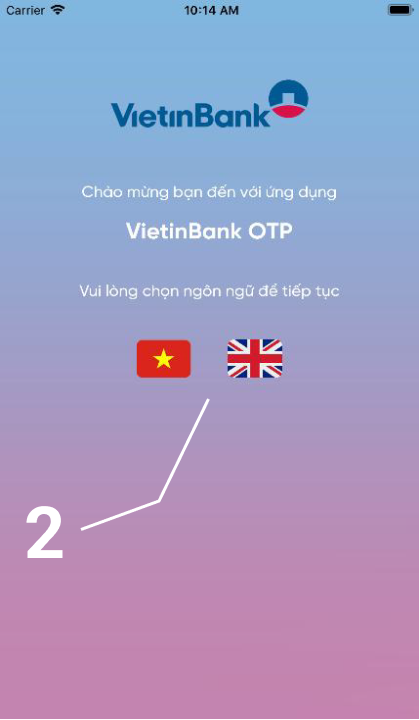 Carrier 10:14 AM
VietinBank
Chào mừng bạn đến với ứng dụng
VietinBank OTP
Vui lòng chọn ngôn ngữ để tiếp tục
2